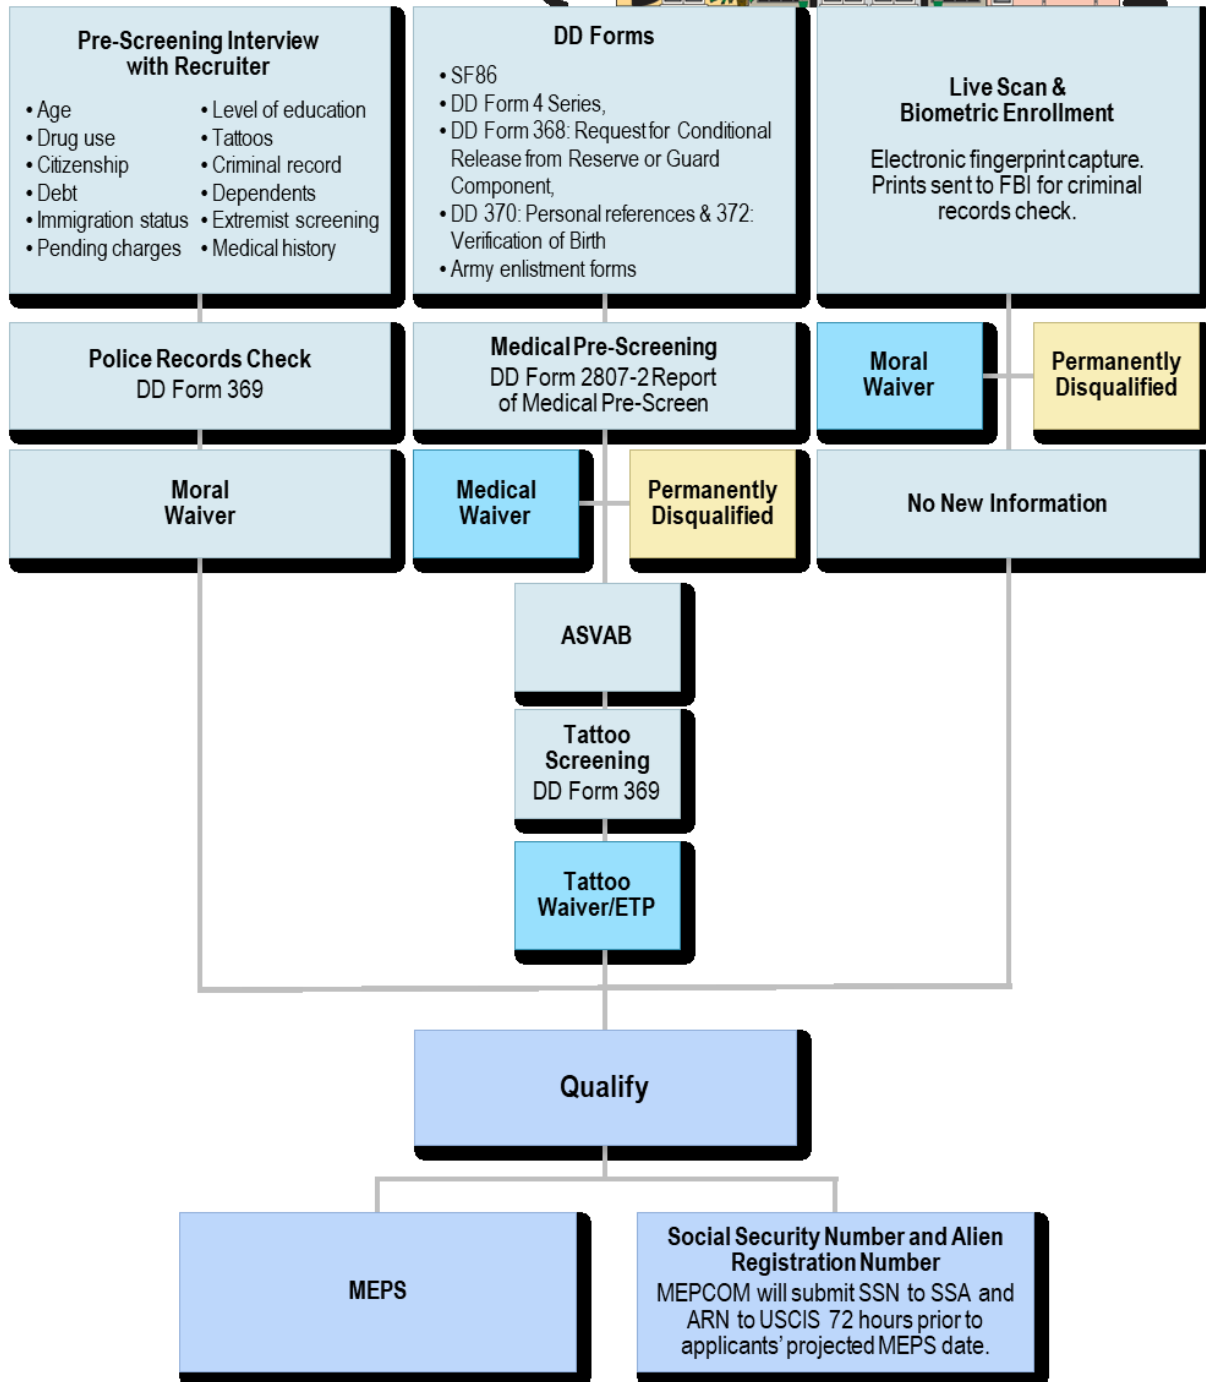 Pre-Screening Interview
with Recruiter
• Age
• Drug use
• Citizenship
• Debt
• Immigration status
• Pending charges
• Level of education
• Tattoos
• Criminal record
• Dependents
• Extremist screening
• Medical history
DD Forms
• SF86
• DD Form 4 Series,
• DD Form 368: Request for Conditional
Release from Reserve or Guard
Component,
• DD 370: Personal references & 372:
Verification of Birth
• Army enlistment forms
Live Scan &
Biometric Enrollment
Electronic fingerprint capture.
Prints sent to FBI for criminal
records check.
Police Records Check
DD Form 369
Medical Pre-Screening
DD Form 2807-2 Report
of Medical Pre-Screen
Moral
Waiver
Permanently
Disqualified
Moral
Waiver
Medical
Waiver
Permanently
Disqualified
No New Information
ASVAB
Tattoo
Screening
DD Form 369
Tattoo
Waiver/ETP
Qualify
MEPS
Social Security Number and Alien
Registration Number
MEPCOM will submit SSN to SSA and
ARN to USCIS 72 hours prior to
applicants' projected MEPS date.